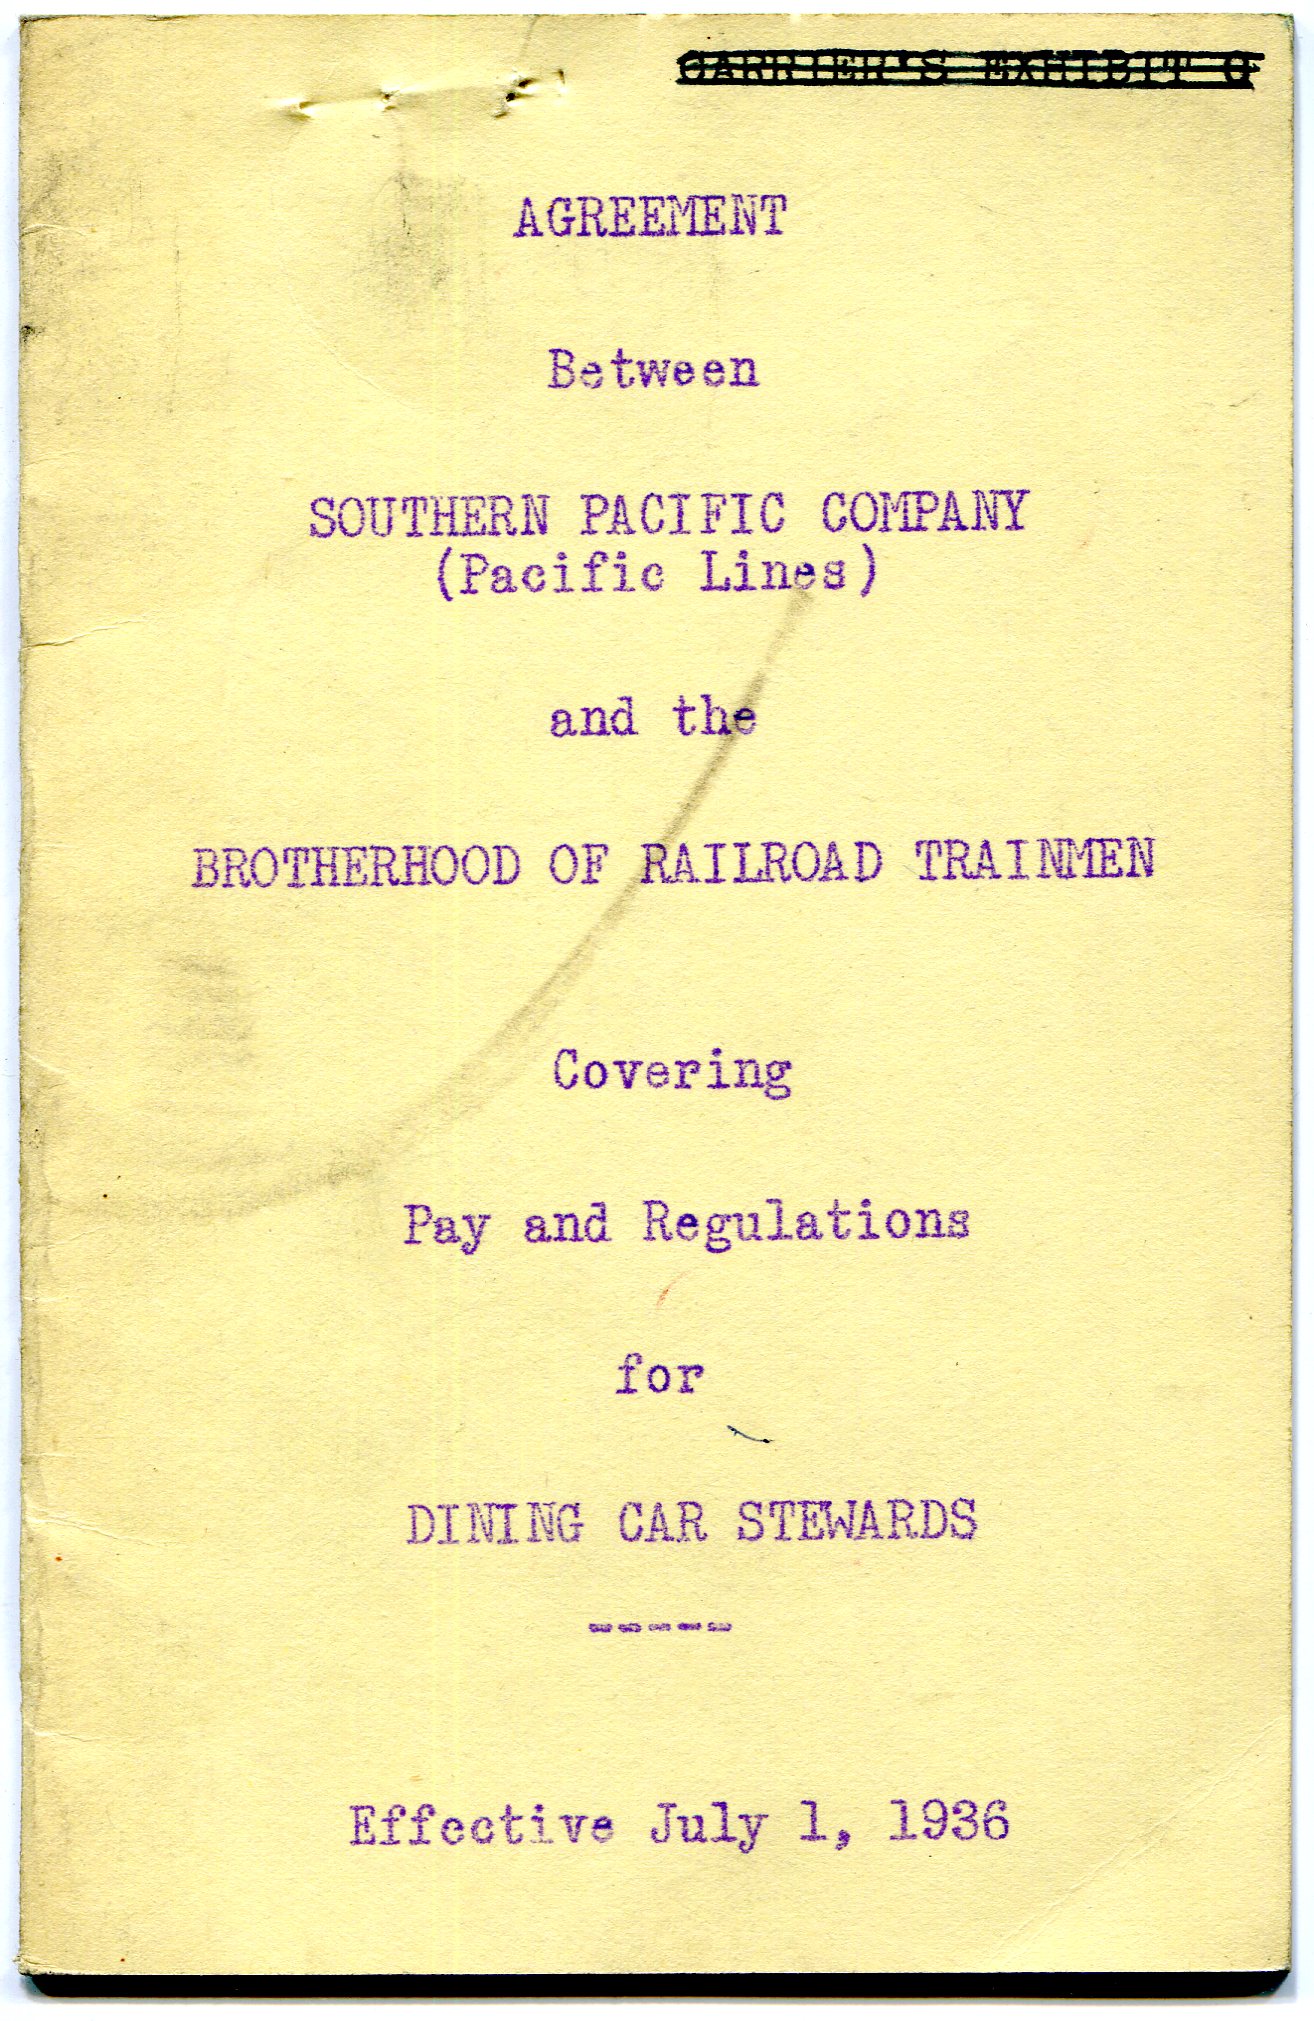 CARRIER'S EXHIBIT
AGREEMENT
Between
SOUTHERN PACIFIC COMPANY
(Pacific Lines)
and the
BROTHERHOOD OF RAILROAD TRAINMEN
Covering
Pay and Regulations
for
DINING CAR STEWARDS
-----
Effective July 1, 1936